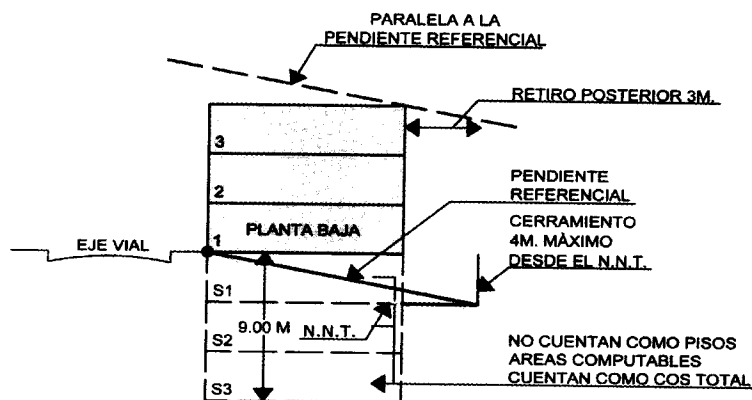 PARALELA A LA
PENDIENTE REFERENCIAL
RETIRO POSTERIOR 3M.
3
2
PENDIENTE
REFERENCIAL
PLANTA BAJA
1
EJE VIAL
CERRAMIENTO
4M. MÀXIMO
DESDE EL N.N.T.
S1
9.00 M
N.N.T.
S2
NO CUENTAN COMO PISOS
AREAS COMPUTABLES
CUENTAN COMO COS TOTAL
S3